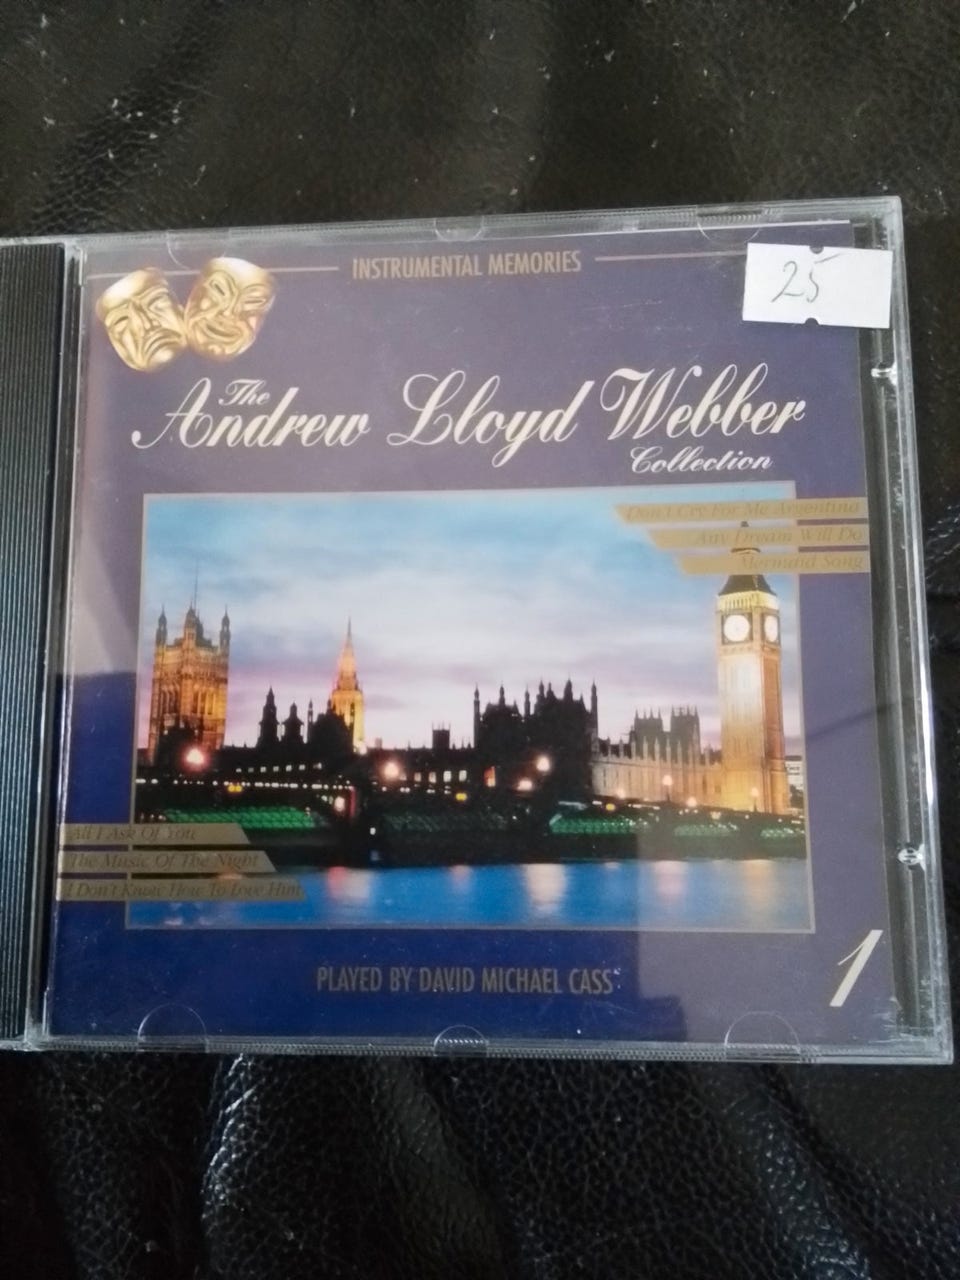 INSTRUMENTAL MEMORIES
25
The
Andrew Lloyd Webber
Collection
Don't Cry For Me Argentina
Any Dream Will Do
Mermaid Song
All I Ask Of You
The Music Of The Night
I Don't Know How To Love Him
PLAYED BY DAVID MICHAEL CASS
1